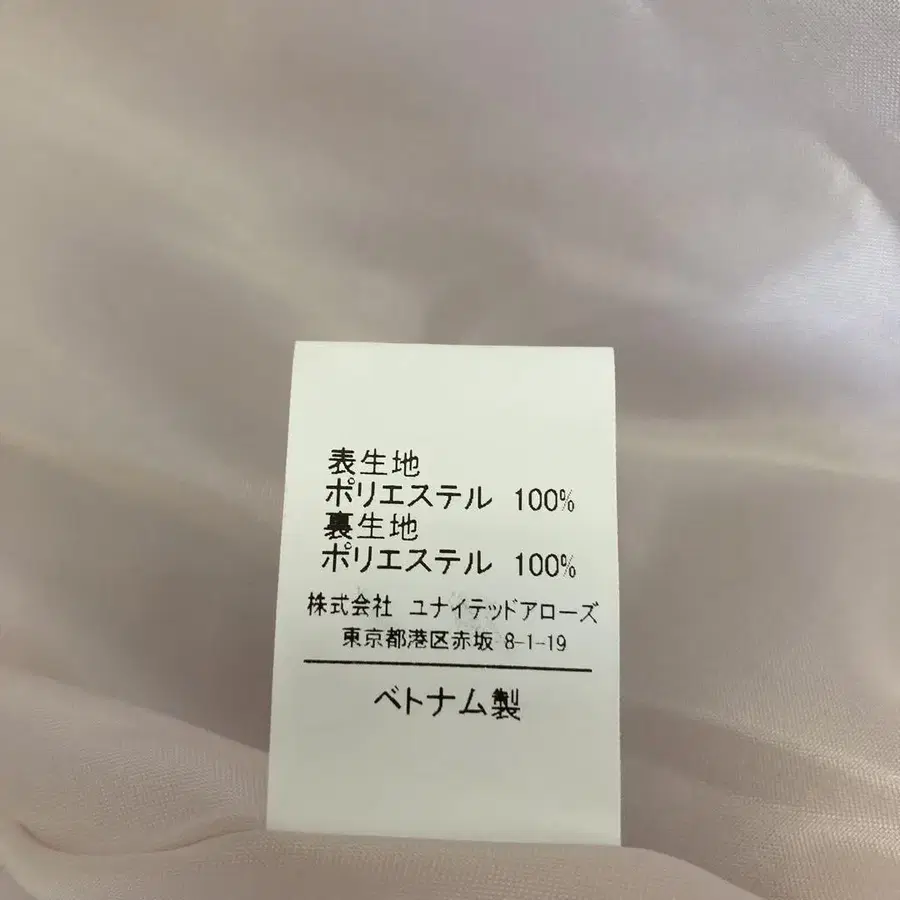 表生地
ポリエステル 100%
裏生地
ポリエステル 100%
株式会社 ユナイテッドアローズ
東京都港区赤坂 8-1-19
ベトナム製